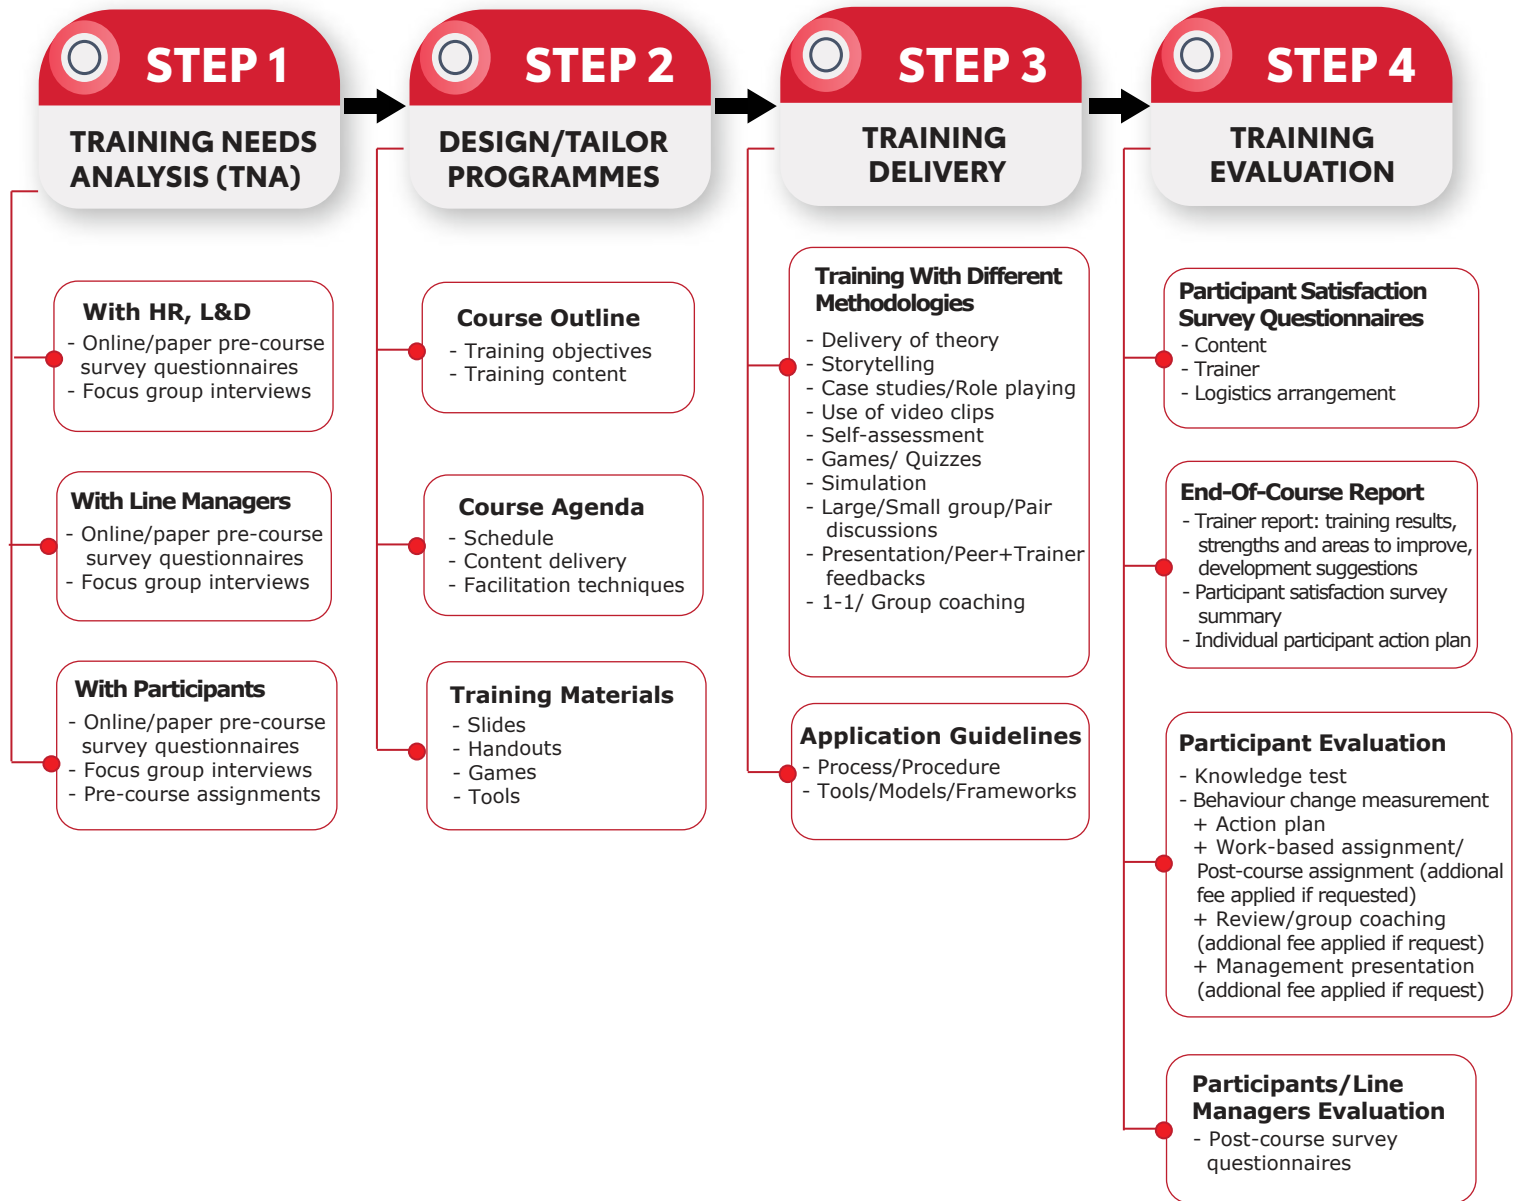 STEP 1
TRAINING NEEDS
ANALYSIS (TNA)
With HR, L&D
- Online/paper pre-course
survey questionnaires
- Focus group interviews
With Line Managers
- Online/paper pre-course
survey questionnaires
- Focus group interviews
With Participants
- Online/paper pre-course
survey questionnaires
- Focus group interviews
- Pre-course assignments
STEP 2
DESIGN/TAILOR
PROGRAMMES
Course Outline
- Training objectives
- Training content
Course Agenda
- Schedule
- Content delivery
- Facilitation techniques
Training Materials
- Slides
- Handouts
- Games
- Tools
STEP 3
TRAINING
DELIVERY
Training With Different
Methodologies
- Delivery of theory
- Storytelling
- Case studies/Role playing
- Use of video clips
- Self-assessment
- Games/ Quizzes
- Simulation
- Large/Small group/Pair
discussions
- Presentation/Peer+Trainer
feedbacks
- 1-1/ Group coaching
Application Guidelines
- Process/Procedure
- Tools/Models/Frameworks
STEP 4
TRAINING
EVALUATION
Participant Satisfaction
Survey Questionnaires
- Content
- Trainer
- Logistics arrangement
End-Of-Course Report
- Trainer report: training results,
strengths and areas to improve,
development suggestions
- Participant satisfaction survey
summary
- Individual participant action plan
Participant Evaluation
- Knowledge test
- Behaviour change measurement
+ Action plan
+ Work-based assignment/
Post-course assignment (addional
fee applied if requested)
+ Review/group coaching
(addional fee applied if request)
+ Management presentation
(addional fee applied if request)
Participants/Line
Managers Evaluation
- Post-course survey
questionnaires